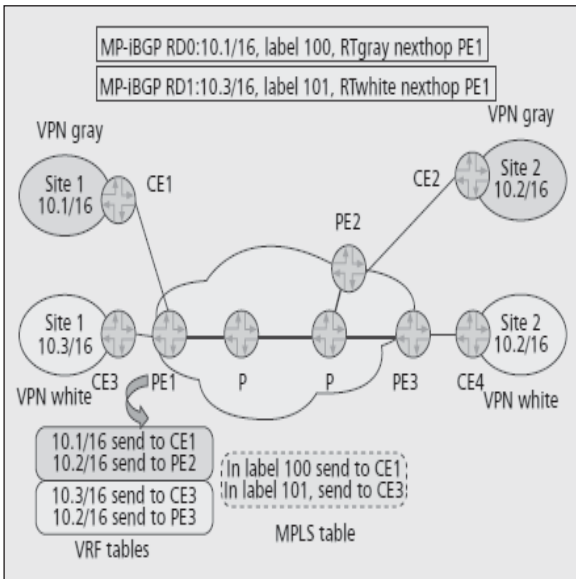 MP-iBGP RD0:10.1/16, label 100, RTgray nexthop PE1
MP-iBGP RD1:10.3/16, label 101, RTwhite nexthop PE1
VPN gray
VPN gray
Site 1
10.1/16
CE1
CE2
Site 2
10.2/16
PE2
Site 1
10.3/16
Site 2
10.2/16
VPN white
CE3
PE1
P
P
PE3
CE4
VPN white
10.1/16 send to CE1
10.2/16 send to PE2
10.3/16 send to CE3
10.2/16 send to PE3
VRF tables
In label 100 send to CE1
In label 101, send to CE3
MPLS table